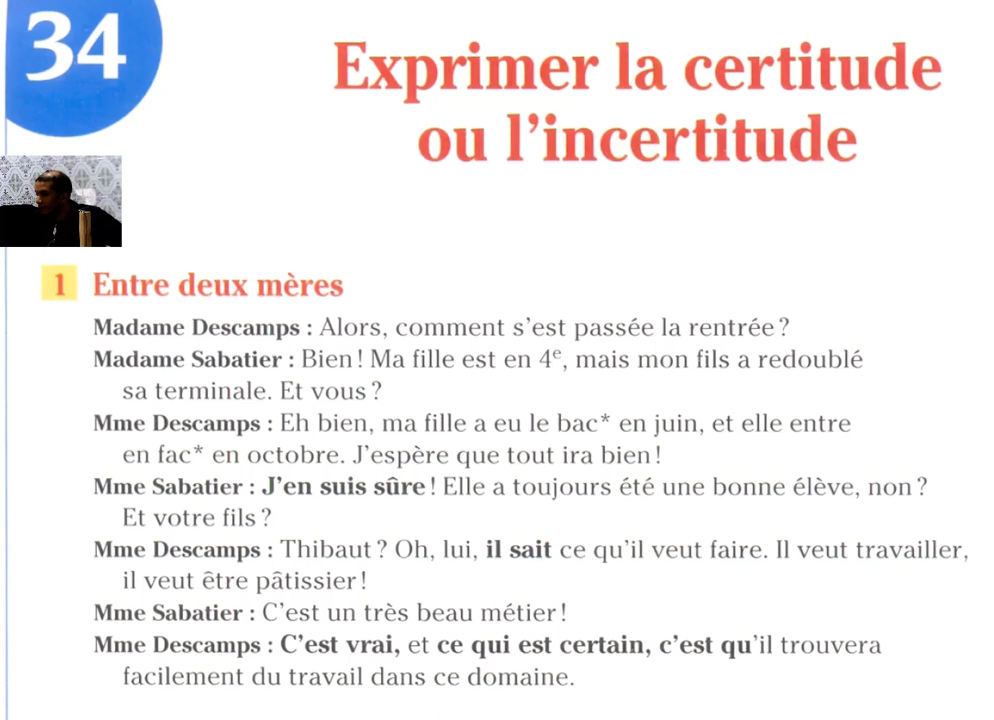 34
Exprimer la certitude
ou l'incertitude
1 Entre deux mères
Madame Descamps : Alors, comment s'est passée la rentrée ?
Madame Sabatier : Bien ! Ma fille est en 4e, mais mon fils a redoublé
sa terminale. Et vous ?
Mme Descamps : Eh bien, ma fille a eu le bac* en juin, et elle entre
en fac* en octobre. J'espère que tout ira bien !
Mme Sabatier : J'en suis sûre ! Elle a toujours été une bonne élève, non ?
Et votre fils ?
Mme Descamps : Thibaut ? Oh, lui, il sait ce qu'il veut faire. Il veut travailler,
il veut être pâtissier !
Mme Sabatier : C'est un très beau métier !
Mme Descamps : C'est vrai, et ce qui est certain, c'est qu'il trouvera
facilement du travail dans ce domaine.